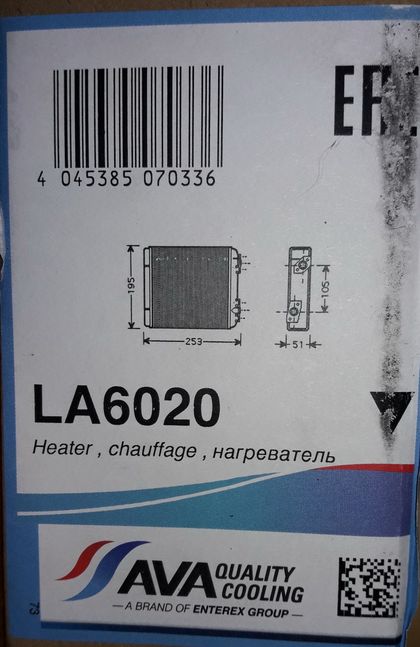 4 045385 070336
195
253
105
51
LA6020
Heater , chauffage , нагреватель
AVA QUALITY
COOLING
— A BRAND OF ENTEREX GROUP —